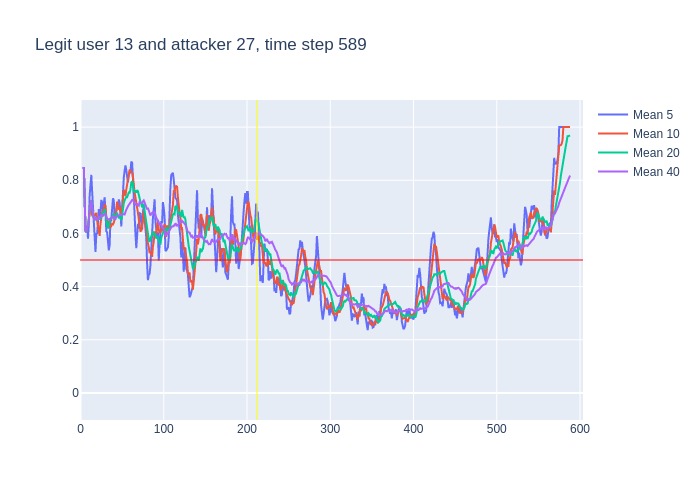 Legit user 13 and attacker 27, time step 589
Mean 5
Mean 10
Mean 20
Mean 40
1
0.8
0.6
0.4
0.2
0
0 100 200 300 400 500 600